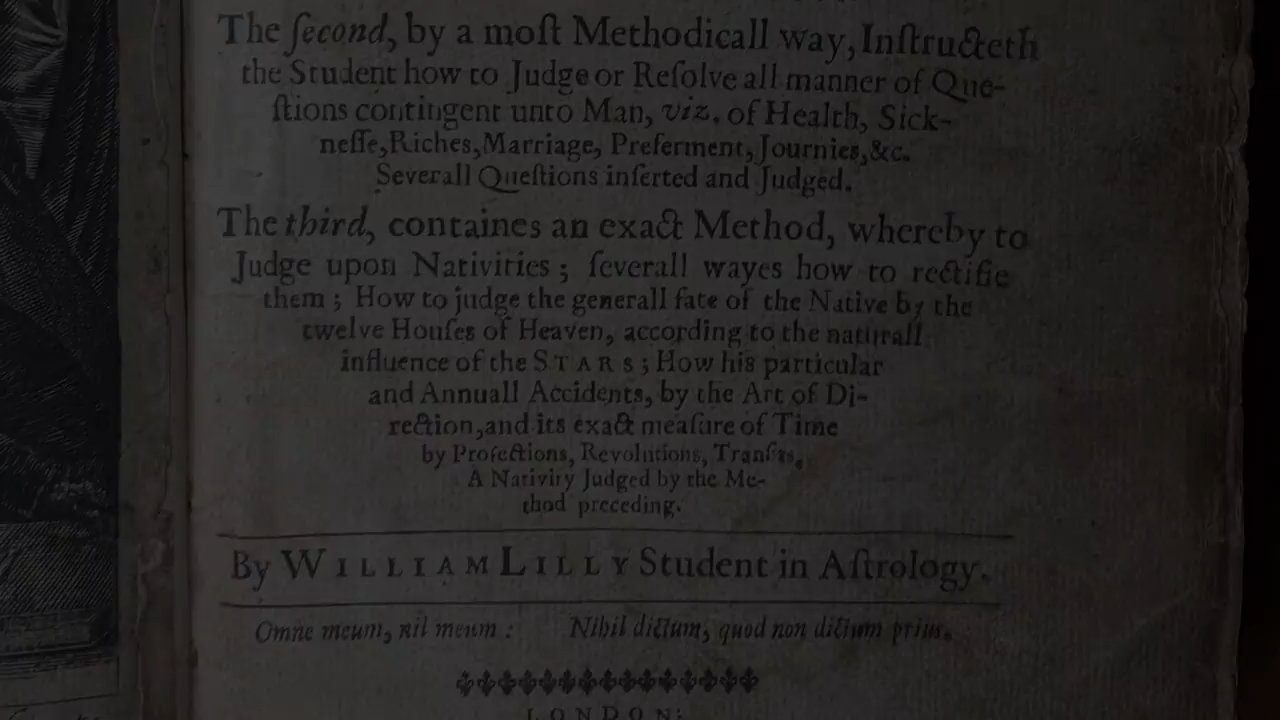 The ſecond, by a moſt Methodicall way, Inſtructeth
the Student how to Judge or Reſolve all manner of Que-
ſtions contingent unto Man, viz. of Health, Sick-
neſſe, Riches, Marriage, Preferment, Journies, &c.
Severall Queſtions inſerted and Judged.
The third, containes an exact Method, whereby to
Judge upon Nativities; ſeverall wayes how to rectifie
them; How to judge the generall fate of the Native by the
twelve Houſes of Heaven, according to the naturall
influence of the STARS; How his particular
and Annuall Accidents, by the Art of Di-
rection, and its exact meaſure of Time
by Profections, Revolutions, Tranſits,
A Nativity Judged by the Me-
thod preceding.
By WILLIAM LILLY Student in Aſtrology.
Omne meum, nil meum: Nihil dictum, quod non dictum prius.
LONDON: